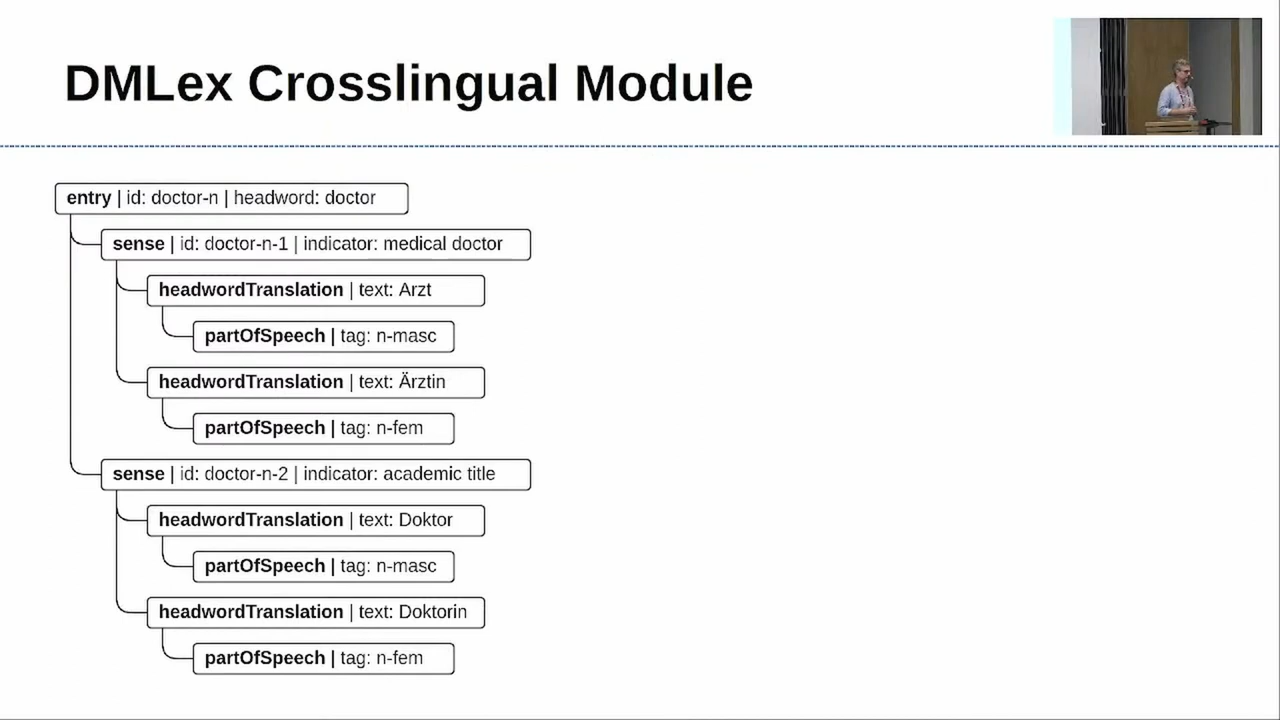 DMLex Crosslingual Module
entry | id: doctor-n | headword: doctor
sense | id: doctor-n-1 | indicator: medical doctor
headwordTranslation | text: Arzt
partOfSpeech | tag: n-masc
headwordTranslation | text: Ärztin
partOfSpeech | tag: n-fem
sense | id: doctor-n-2 | indicator: academic title
headwordTranslation | text: Doktor
partOfSpeech | tag: n-masc
headwordTranslation | text: Doktorin
partOfSpeech | tag: n-fem